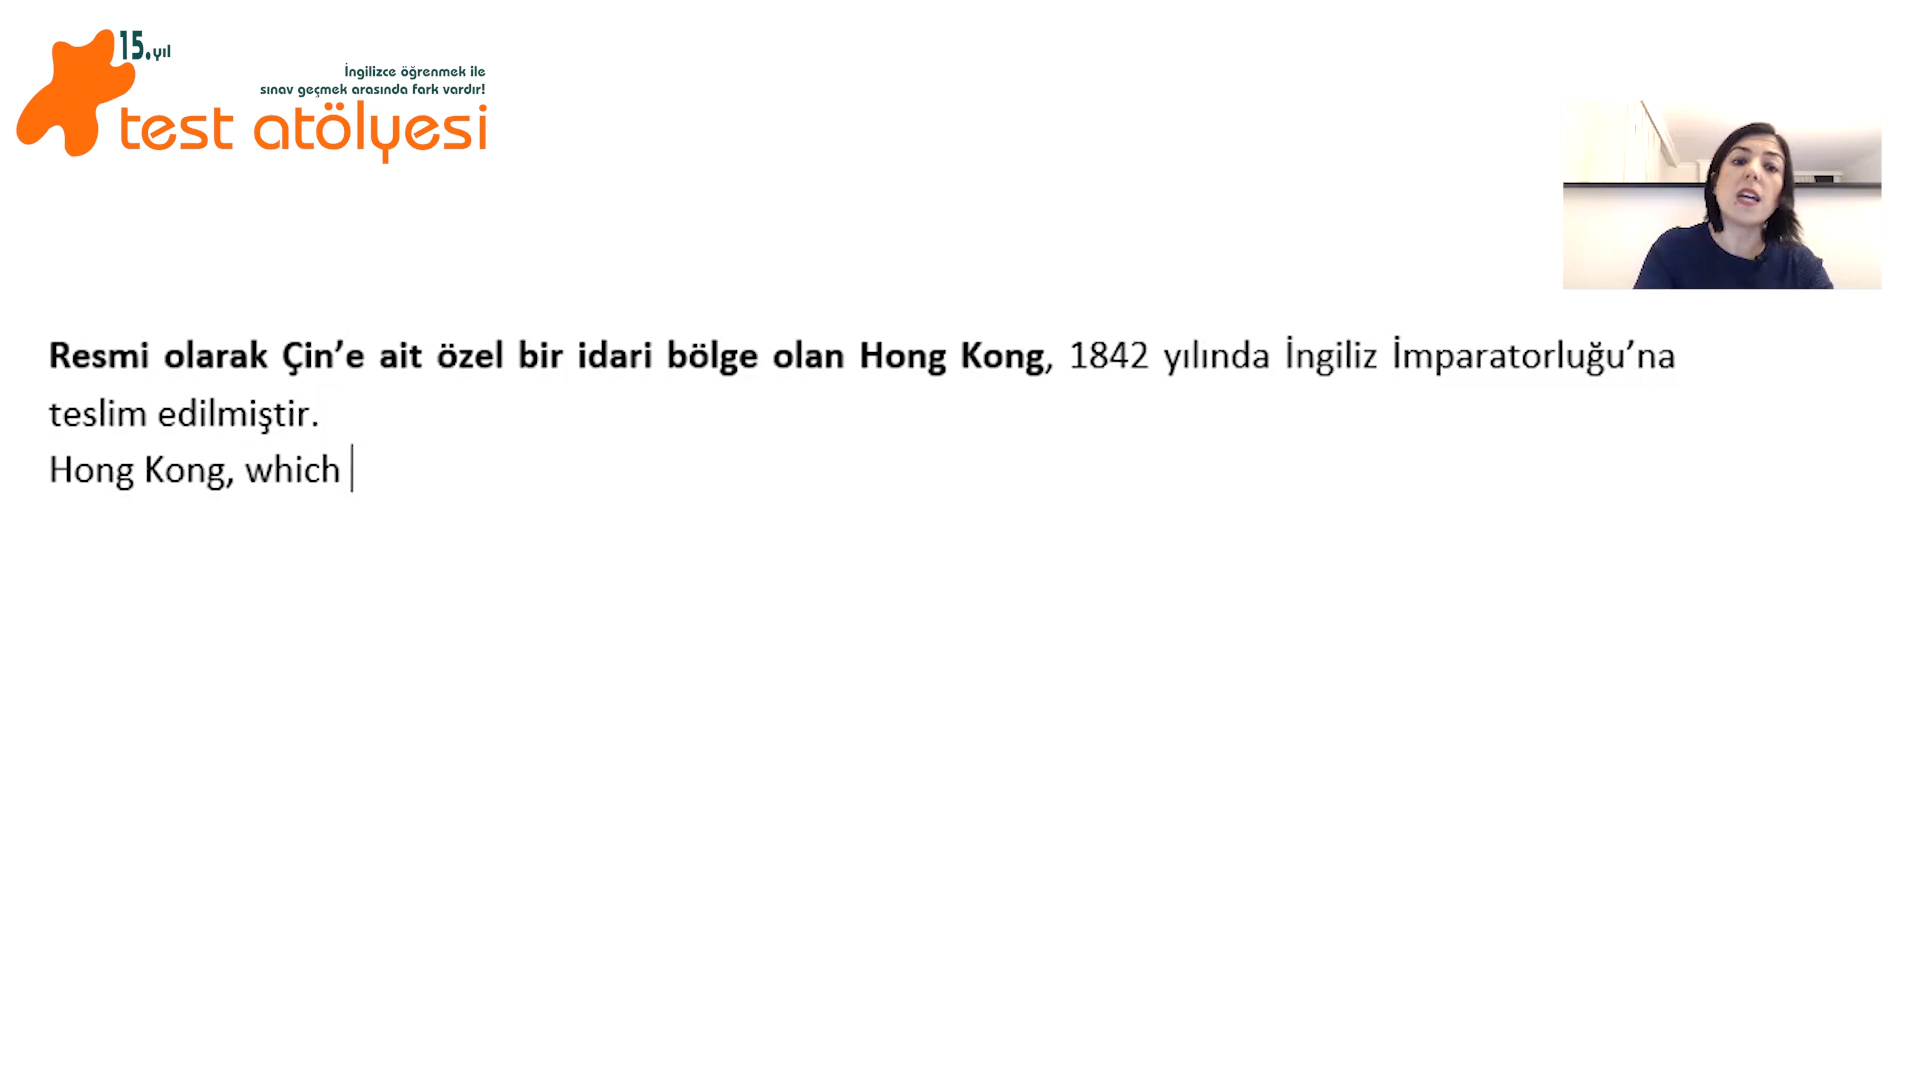 15.yıl
İngilizce öğrenmek ile
sınav geçmek arasında fark vardır!
test atölyesi
Resmi olarak Çin’e ait özel bir idari bölge olan Hong Kong, 1842 yılında İngiliz İmparatorluğu’na
teslim edilmiştir.
Hong Kong, which